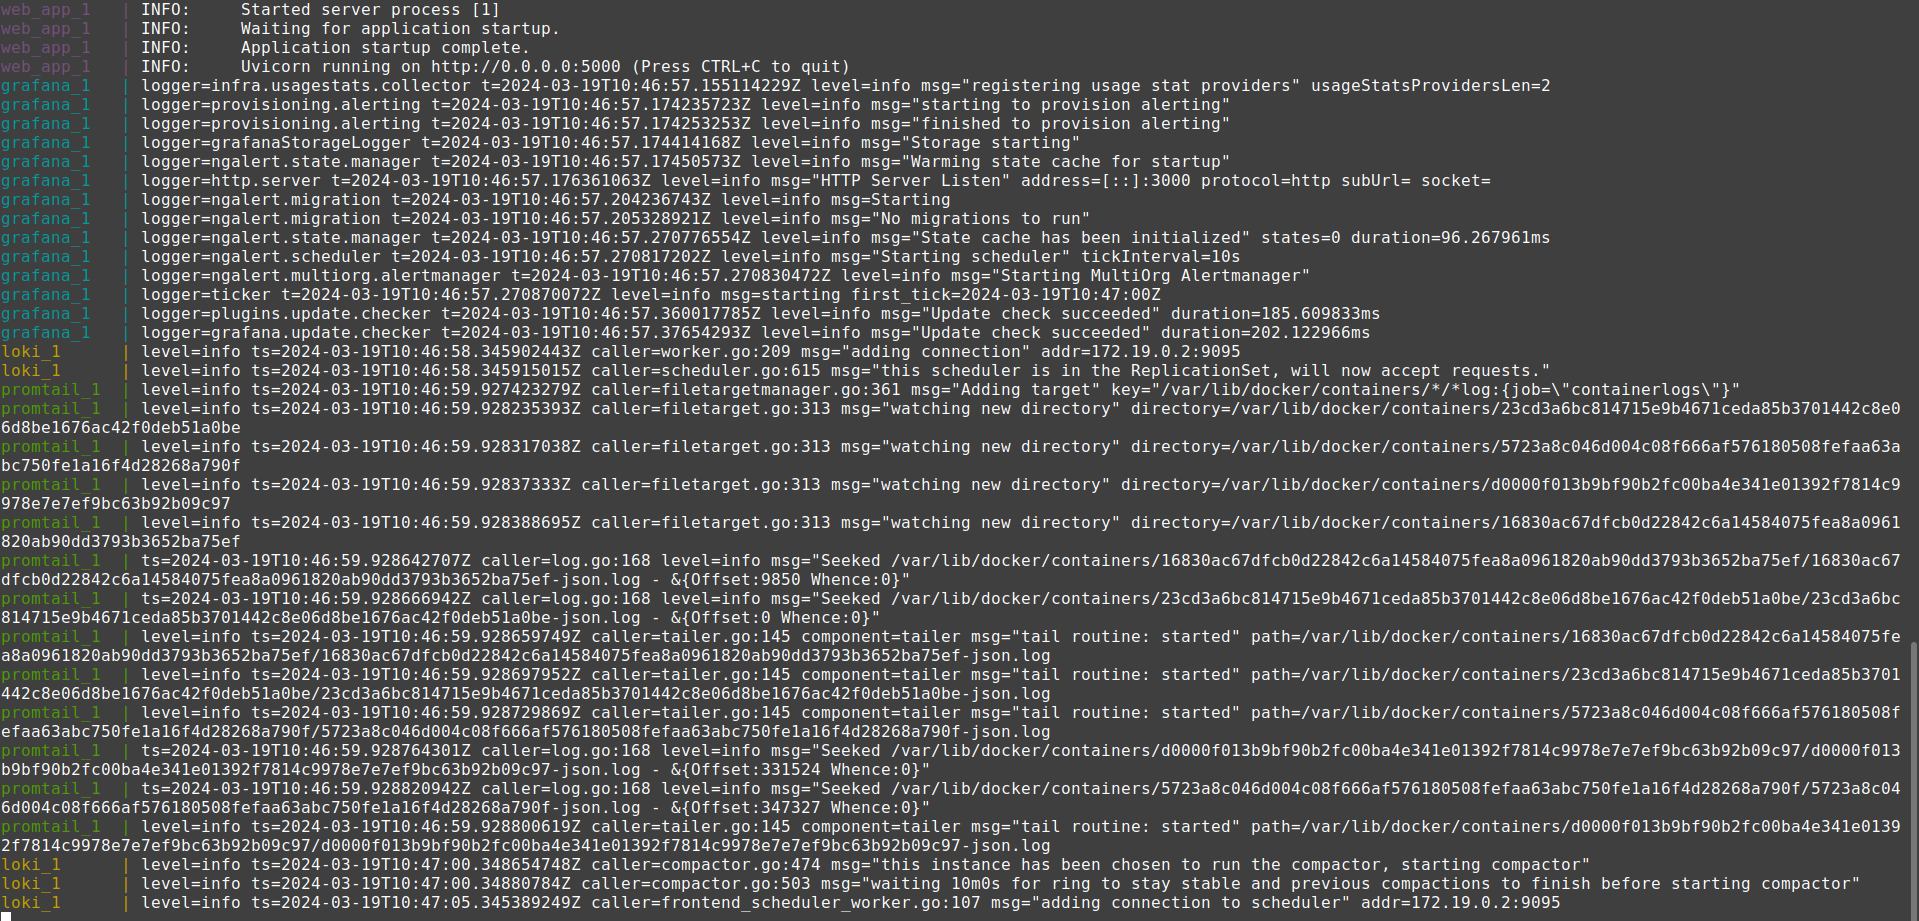 web_app_1   | INFO:     Started server process [1]
web_app_1   | INFO:     Waiting for application startup.
web_app_1   | INFO:     Application startup complete.
web_app_1   | INFO:     Uvicorn running on http://0.0.0.0:5000 (Press CTRL+C to quit)
grafana_1   | logger=infra.usagestats.collector t=2024-03-19T10:46:57.155114229Z level=info msg="registering usage stat providers" usageStatsProvidersLen=2
grafana_1   | logger=provisioning.alerting t=2024-03-19T10:46:57.174235723Z level=info msg="starting to provision alerting"
grafana_1   | logger=provisioning.alerting t=2024-03-19T10:46:57.174253253Z level=info msg="finished to provision alerting"
grafana_1   | logger=grafanaStorageLogger t=2024-03-19T10:46:57.174414168Z level=info msg="Storage starting"
grafana_1   | logger=ngalert.state.manager t=2024-03-19T10:46:57.17450573Z level=info msg="Warming state cache for startup"
grafana_1   | logger=http.server t=2024-03-19T10:46:57.176361063Z level=info msg="HTTP Server Listen" address=[::]:3000 protocol=http subUrl= socket=
grafana_1   | logger=ngalert.migration t=2024-03-19T10:46:57.204236743Z level=info msg=Starting
grafana_1   | logger=ngalert.migration t=2024-03-19T10:46:57.205328921Z level=info msg="No migrations to run"
grafana_1   | logger=ngalert.state.manager t=2024-03-19T10:46:57.270776554Z level=info msg="State cache has been initialized" states=0 duration=96.267961ms
grafana_1   | logger=ngalert.scheduler t=2024-03-19T10:46:57.270817202Z level=info msg="Starting scheduler" tickInterval=10s
grafana_1   | logger=ngalert.multiorg.alertmanager t=2024-03-19T10:46:57.270830472Z level=info msg="Starting MultiOrg Alertmanager"
grafana_1   | logger=ticker t=2024-03-19T10:46:57.270870072Z level=info msg=starting first_tick=2024-03-19T10:47:00Z
grafana_1   | logger=plugins.update.checker t=2024-03-19T10:46:57.360017785Z level=info msg="Update check succeeded" duration=185.609833ms
grafana_1   | logger=grafana.update.checker t=2024-03-19T10:46:57.37654293Z level=info msg="Update check succeeded" duration=202.122966ms
loki_1      | level=info ts=2024-03-19T10:46:58.345902443Z caller=worker.go:209 msg="adding connection" addr=172.19.0.2:9095
loki_1      | level=info ts=2024-03-19T10:46:58.345915015Z caller=scheduler.go:615 msg="this scheduler is in the ReplicationSet, will now accept requests."
promtail_1  | level=info ts=2024-03-19T10:46:59.927423279Z caller=filetargetmanager.go:361 msg="Adding target" key="/var/lib/docker/containers/*/*log:{job=\"containerlogs\"}"
promtail_1  | level=info ts=2024-03-19T10:46:59.928235393Z caller=filetarget.go:313 msg="watching new directory" directory=/var/lib/docker/containers/23cd3a6bc814715e9b4671ceda85b3701442c8e0
6d8be1676ac42f0deb51a0be
promtail_1  | level=info ts=2024-03-19T10:46:59.928317038Z caller=filetarget.go:313 msg="watching new directory" directory=/var/lib/docker/containers/5723a8c046d004c08f666af576180508fefaa63a
bc750fe1a16f4d28268a790f
promtail_1  | level=info ts=2024-03-19T10:46:59.92837333Z caller=filetarget.go:313 msg="watching new directory" directory=/var/lib/docker/containers/d0000f013b9bf90b2fc00ba4e341e01392f7814c9
978e7e7ef9bc63b92b09c97
promtail_1  | level=info ts=2024-03-19T10:46:59.928388695Z caller=filetarget.go:313 msg="watching new directory" directory=/var/lib/docker/containers/16830ac67dfcb0d22842c6a14584075fea8a0961
820ab90dd3793b3652ba75ef
promtail_1  | ts=2024-03-19T10:46:59.928642707Z caller=log.go:168 level=info msg="Seeked /var/lib/docker/containers/16830ac67dfcb0d22842c6a14584075fea8a0961820ab90dd3793b3652ba75ef/16830ac67
dfcb0d22842c6a14584075fea8a0961820ab90dd3793b3652ba75ef-json.log - &{Offset:9850 Whence:0}"
promtail_1  | ts=2024-03-19T10:46:59.928666942Z caller=log.go:168 level=info msg="Seeked /var/lib/docker/containers/23cd3a6bc814715e9b4671ceda85b3701442c8e06d8be1676ac42f0deb51a0be/23cd3a6bc
814715e9b4671ceda85b3701442c8e06d8be1676ac42f0deb51a0be-json.log - &{Offset:0 Whence:0}"
promtail_1  | level=info ts=2024-03-19T10:46:59.928659749Z caller=tailer.go:145 component=tailer msg="tail routine: started" path=/var/lib/docker/containers/16830ac67dfcb0d22842c6a14584075fe
a8a0961820ab90dd3793b3652ba75ef/16830ac67dfcb0d22842c6a14584075fea8a0961820ab90dd3793b3652ba75ef-json.log
promtail_1  | level=info ts=2024-03-19T10:46:59.928697952Z caller=tailer.go:145 component=tailer msg="tail routine: started" path=/var/lib/docker/containers/23cd3a6bc814715e9b4671ceda85b3701
442c8e06d8be1676ac42f0deb51a0be/23cd3a6bc814715e9b4671ceda85b3701442c8e06d8be1676ac42f0deb51a0be-json.log
promtail_1  | level=info ts=2024-03-19T10:46:59.928729869Z caller=tailer.go:145 component=tailer msg="tail routine: started" path=/var/lib/docker/containers/5723a8c046d004c08f666af576180508f
efaa63abc750fe1a16f4d28268a790f/5723a8c046d004c08f666af576180508fefaa63abc750fe1a16f4d28268a790f-json.log
promtail_1  | ts=2024-03-19T10:46:59.928764301Z caller=log.go:168 level=info msg="Seeked /var/lib/docker/containers/d0000f013b9bf90b2fc00ba4e341e01392f7814c9978e7e7ef9bc63b92b09c97/d0000f013
b9bf90b2fc00ba4e341e01392f7814c9978e7e7ef9bc63b92b09c97-json.log - &{Offset:331524 Whence:0}"
promtail_1  | ts=2024-03-19T10:46:59.928820942Z caller=log.go:168 level=info msg="Seeked /var/lib/docker/containers/5723a8c046d004c08f666af576180508fefaa63abc750fe1a16f4d28268a790f/5723a8c04
6d004c08f666af576180508fefaa63abc750fe1a16f4d28268a790f-json.log - &{Offset:347327 Whence:0}"
promtail_1  | level=info ts=2024-03-19T10:46:59.928800619Z caller=tailer.go:145 component=tailer msg="tail routine: started" path=/var/lib/docker/containers/d0000f013b9bf90b2fc00ba4e341e0139
2f7814c9978e7e7ef9bc63b92b09c97/d0000f013b9bf90b2fc00ba4e341e01392f7814c9978e7e7ef9bc63b92b09c97-json.log
loki_1      | level=info ts=2024-03-19T10:47:00.348654748Z caller=compactor.go:474 msg="this instance has been chosen to run the compactor, starting compactor"
loki_1      | level=info ts=2024-03-19T10:47:00.34880784Z caller=compactor.go:503 msg="waiting 10m0s for ring to stay stable and previous compactions to finish before starting compactor"
loki_1      | level=info ts=2024-03-19T10:47:05.345389249Z caller=frontend_scheduler_worker.go:107 msg="adding connection to scheduler" addr=172.19.0.2:9095